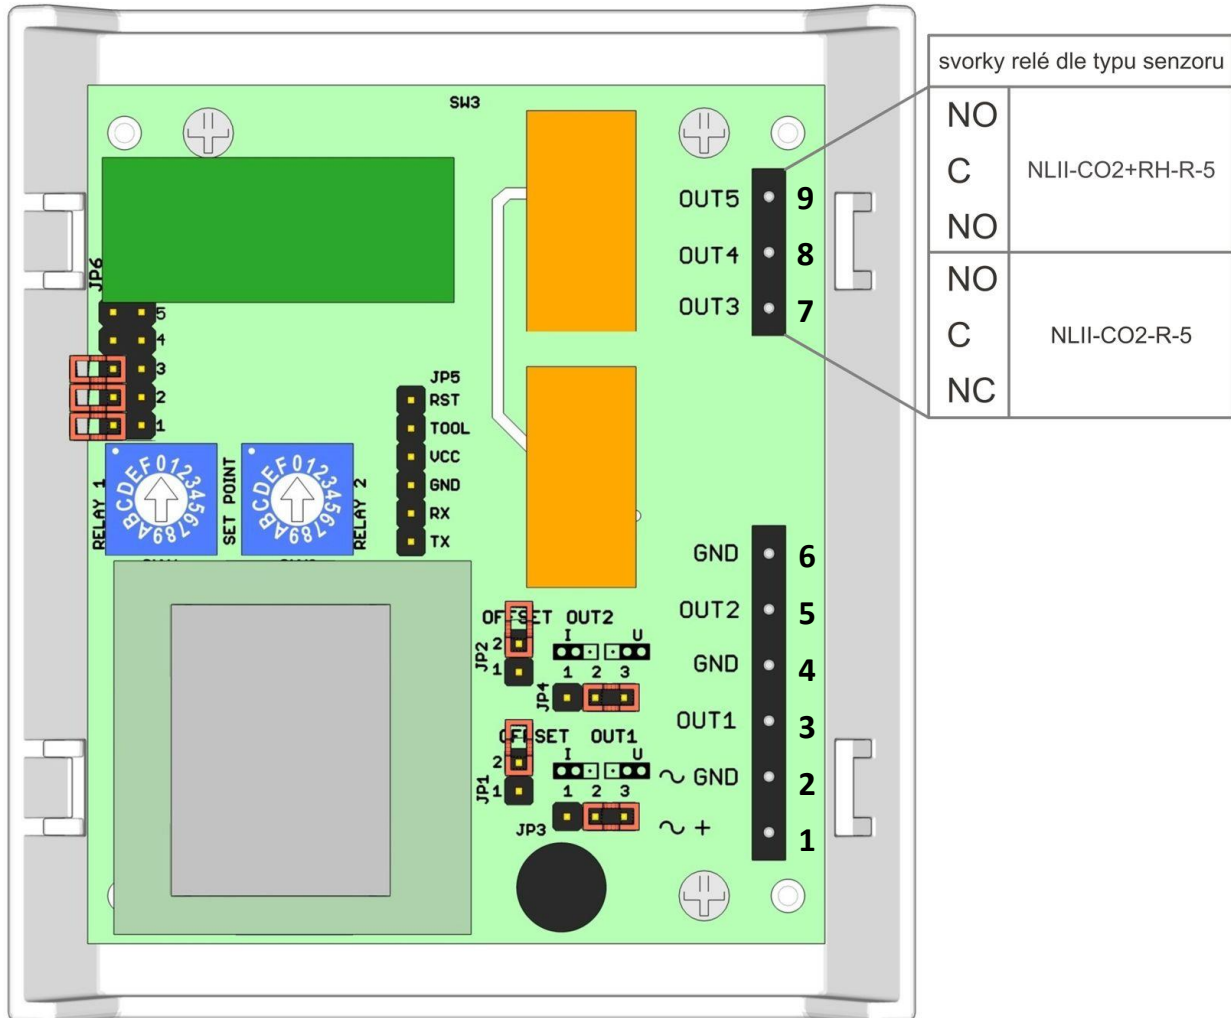 svorky relé dle typu senzoru
NO
C
NO
NLII-CO2+RH-R-5
NO
C
NC
NLII-CO2-R-5
SW3
OUT5 9
OUT4 8
OUT3 7
JP6
5
4
3
2
1
JP5
RST
TOOL
VCC
GND
RX
TX
RELAY 1
0123456789ABCDEF
SET POINT
0123456789ABCDEF
RELAY 2
GND 6
OUT2 5
GND 4
OUT1 3
~ GND 2
~ + 1
OFFSET OUT2
I U
JP2
2
1
1 2 3
JP4
OFFSET OUT1
I U
JP1
2
1
1 2 3
JP3